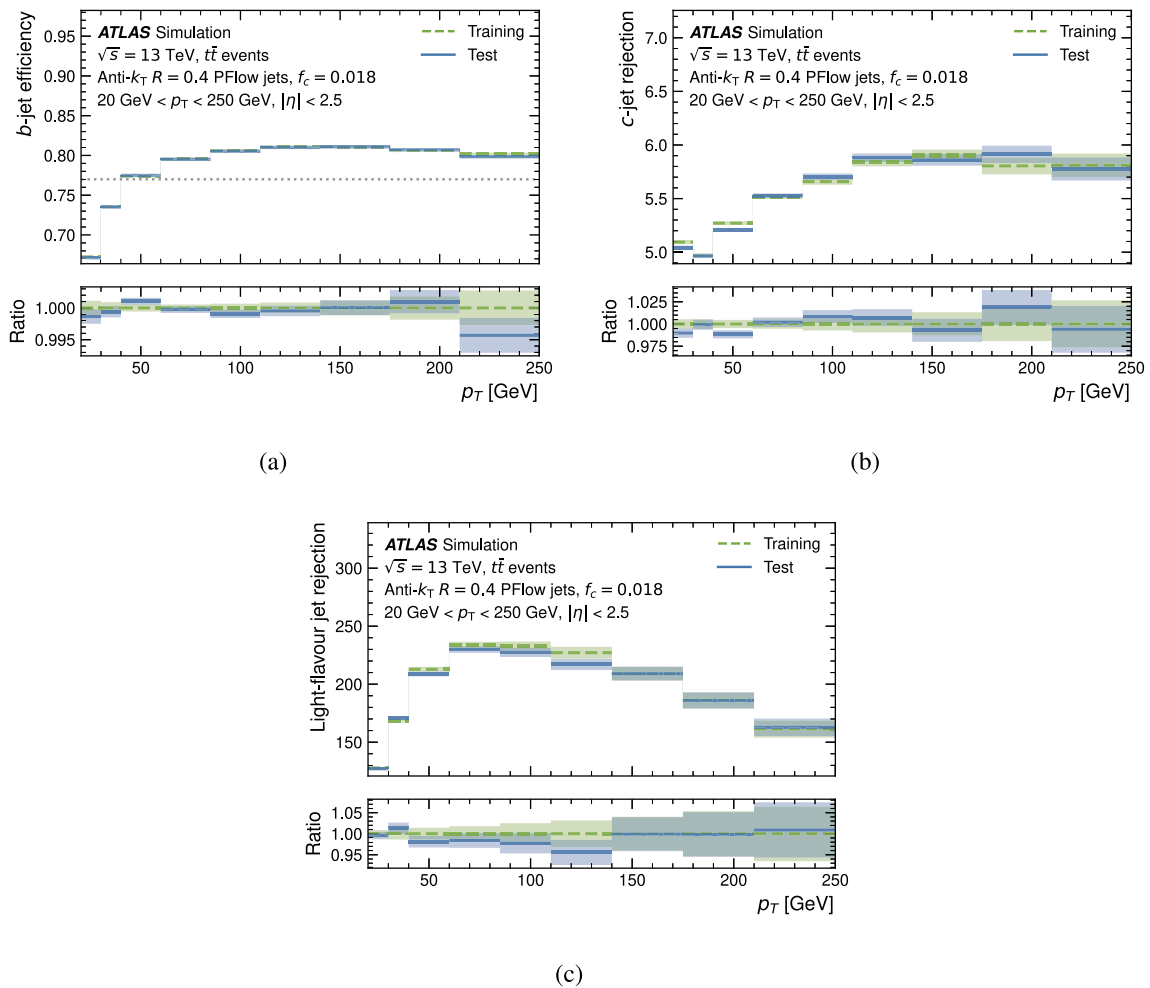 ATLAS Simulation
√s = 13 TeV, tt̄ events
Anti-kT R = 0.4 PFlow jets, fc = 0.018
20 GeV < pT < 250 GeV, |η| < 2.5
Training
Test
b-jet efficiency
0.95
0.90
0.85
0.80
0.75
0.70
Ratio
1.000
0.995
50
100
150
200
250
pT [GeV]
(a)
ATLAS Simulation
√s = 13 TeV, tt̄ events
Anti-kT R = 0.4 PFlow jets, fc = 0.018
20 GeV < pT < 250 GeV, |η| < 2.5
Training
Test
c-jet rejection
7.0
6.5
6.0
5.5
5.0
Ratio
1.025
1.000
0.975
50
100
150
200
250
pT [GeV]
(b)
ATLAS Simulation
√s = 13 TeV, tt̄ events
Anti-kT R = 0.4 PFlow jets, fc = 0.018
20 GeV < pT < 250 GeV, |η| < 2.5
Training
Test
Light-flavour jet rejection
300
250
200
150
Ratio
1.05
1.00
0.95
50
100
150
200
250
pT [GeV]
(c)